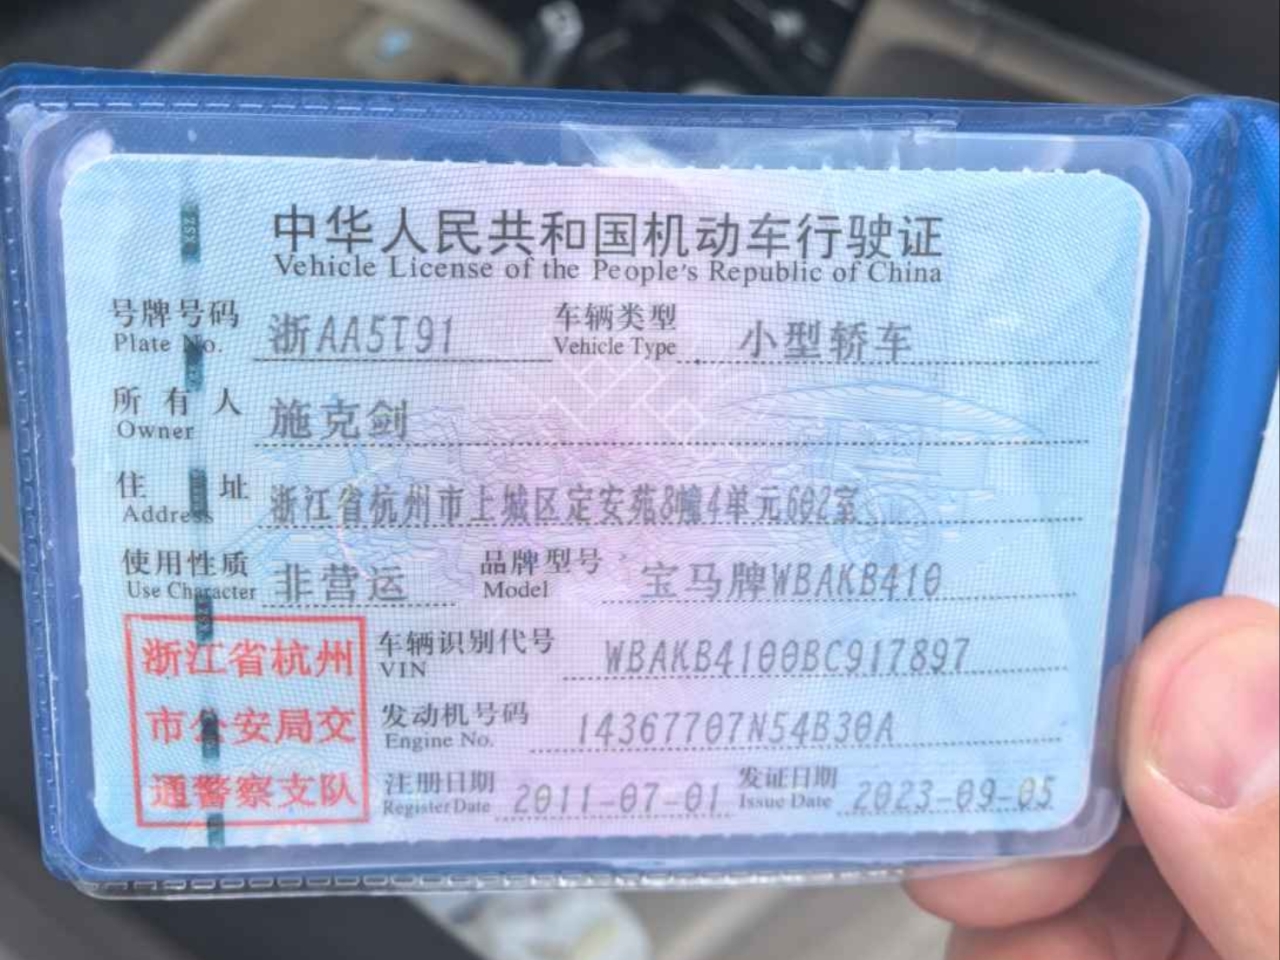 中华人民共和国机动车行驶证
Vehicle License of the People's Republic of China
号牌号码 浙AA5T91 车辆类型 小型轿车
Plate No. Vehicle Type
所有人 施克剑
Owner
住址 浙江省杭州市上城区定安苑8幢4单元602室
Address
使用性质 非营运 品牌型号 宝马牌WBAKB410
Use Character Model
浙江省杭州
市公安局交
通警察支队
车辆识别代号 WBAKB4100BC917897
VIN
发动机号码 14367707N54B30A
Engine No.
注册日期 2011-07-01 发证日期 2023-09-05
Register Date Issue Date